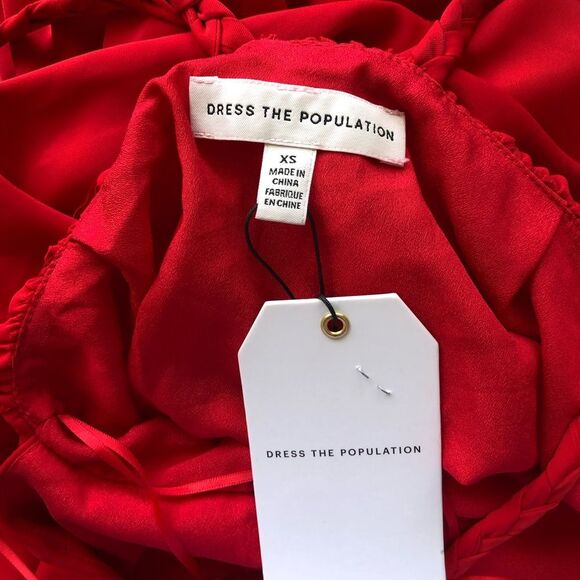 DRESS THE POPULATION
XS
MADE IN
CHINA
FABRIQUE
EN CHINE
DRESS THE POPULATION